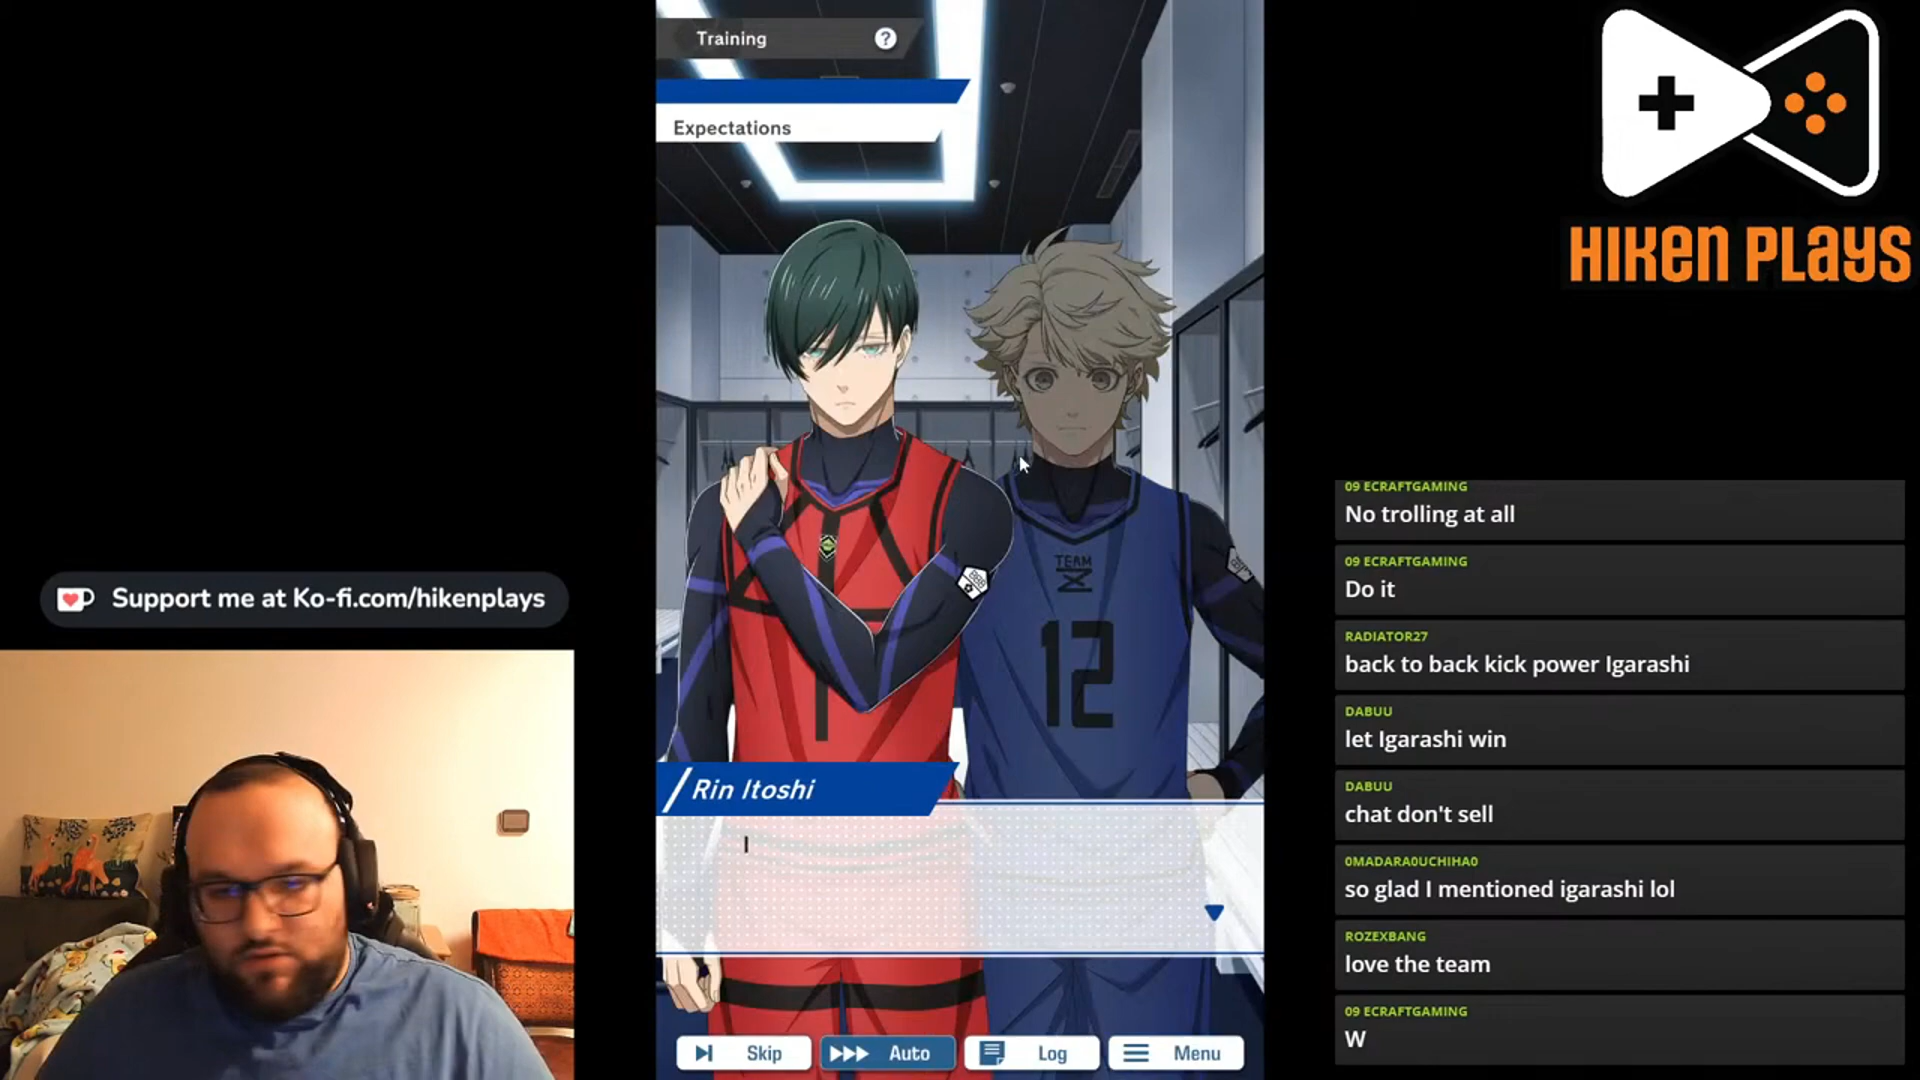 Training
?
Expectations
TEAM
Z
12
1
Rin Itoshi
I
Skip
Auto
Log
Menu
Support me at Ko-fi.com/hikenplays
HIKEN PLAYS
09 ECRAFTGAMING
No trolling at all
09 ECRAFTGAMING
Do it
RADIATOR27
back to back kick power Igarashi
DABUU
let Igarashi win
DABUU
chat don't sell
0MADARA0UCHIHA0
so glad I mentioned igarashi lol
ROZEXBANG
love the team
09 ECRAFTGAMING
W